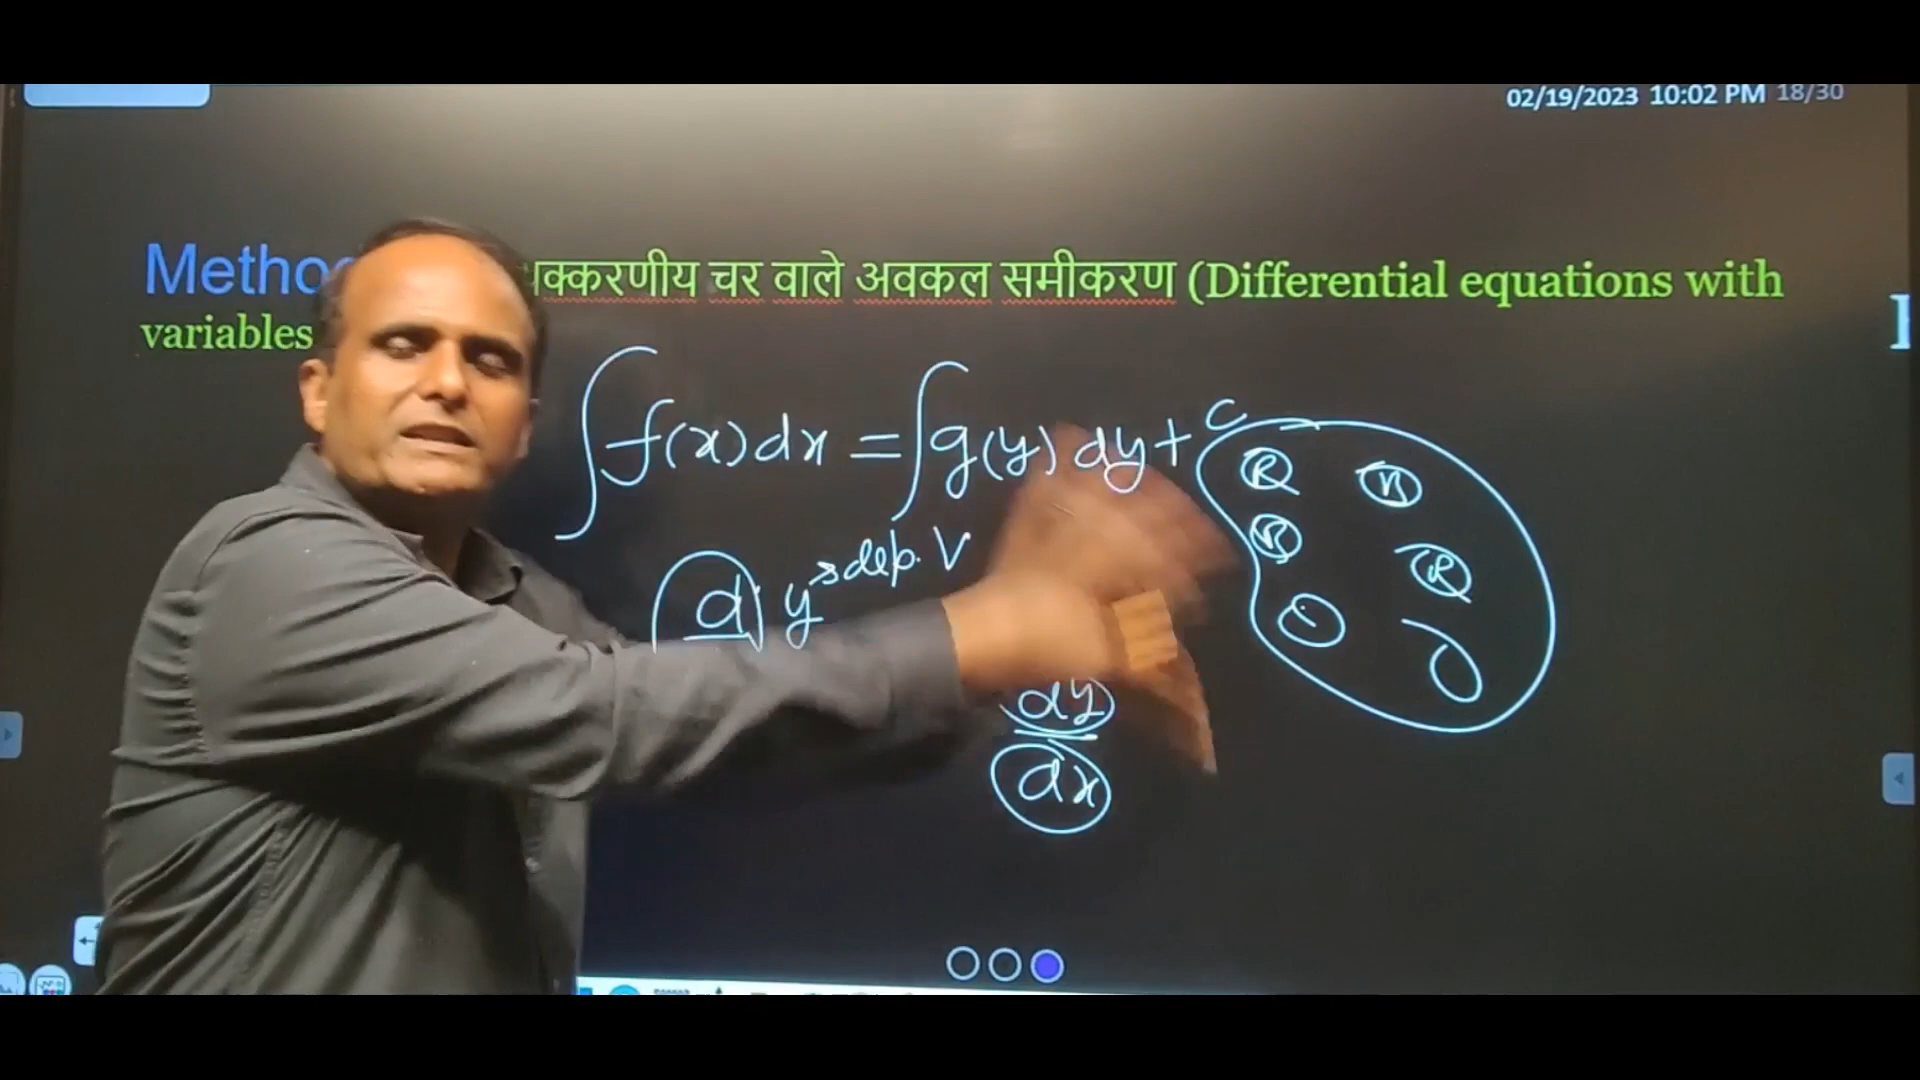 02/19/2023 10:02 PM 18/30
Metho क्करणीय चर वाले अवकल समीकरण (Differential equations with
variables
∫f(x)dx = ∫g(y)dy + c
R R
R R
d y → dep. V
dy
dx